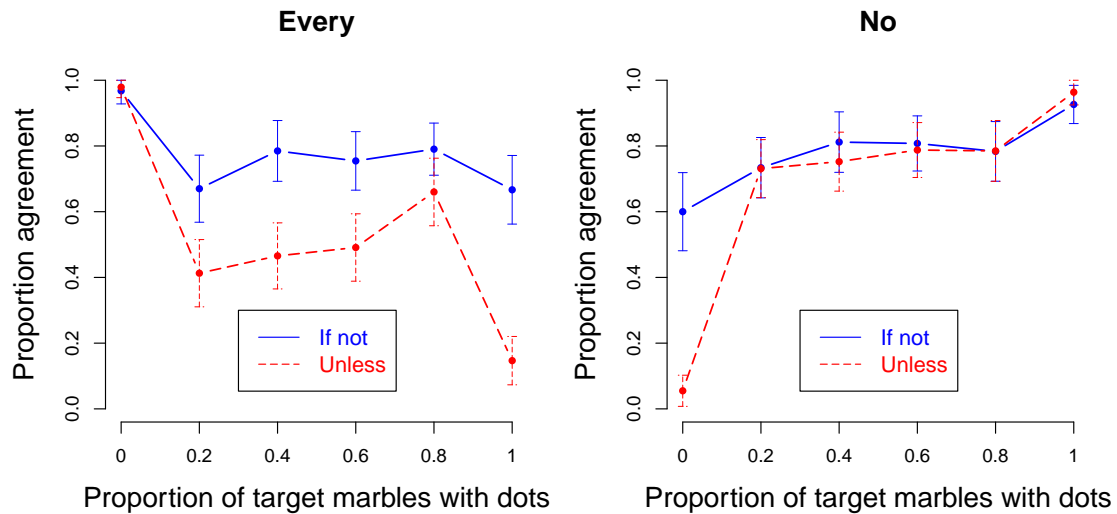 Every
Proportion agreement
1.0
0.8
0.6
0.4
0.2
0.0
If not
Unless
0 0.2 0.4 0.6 0.8 1
Proportion of target marbles with dots
No
Proportion agreement
1.0
0.8
0.6
0.4
0.2
0.0
If not
Unless
0 0.2 0.4 0.6 0.8 1
Proportion of target marbles with dots